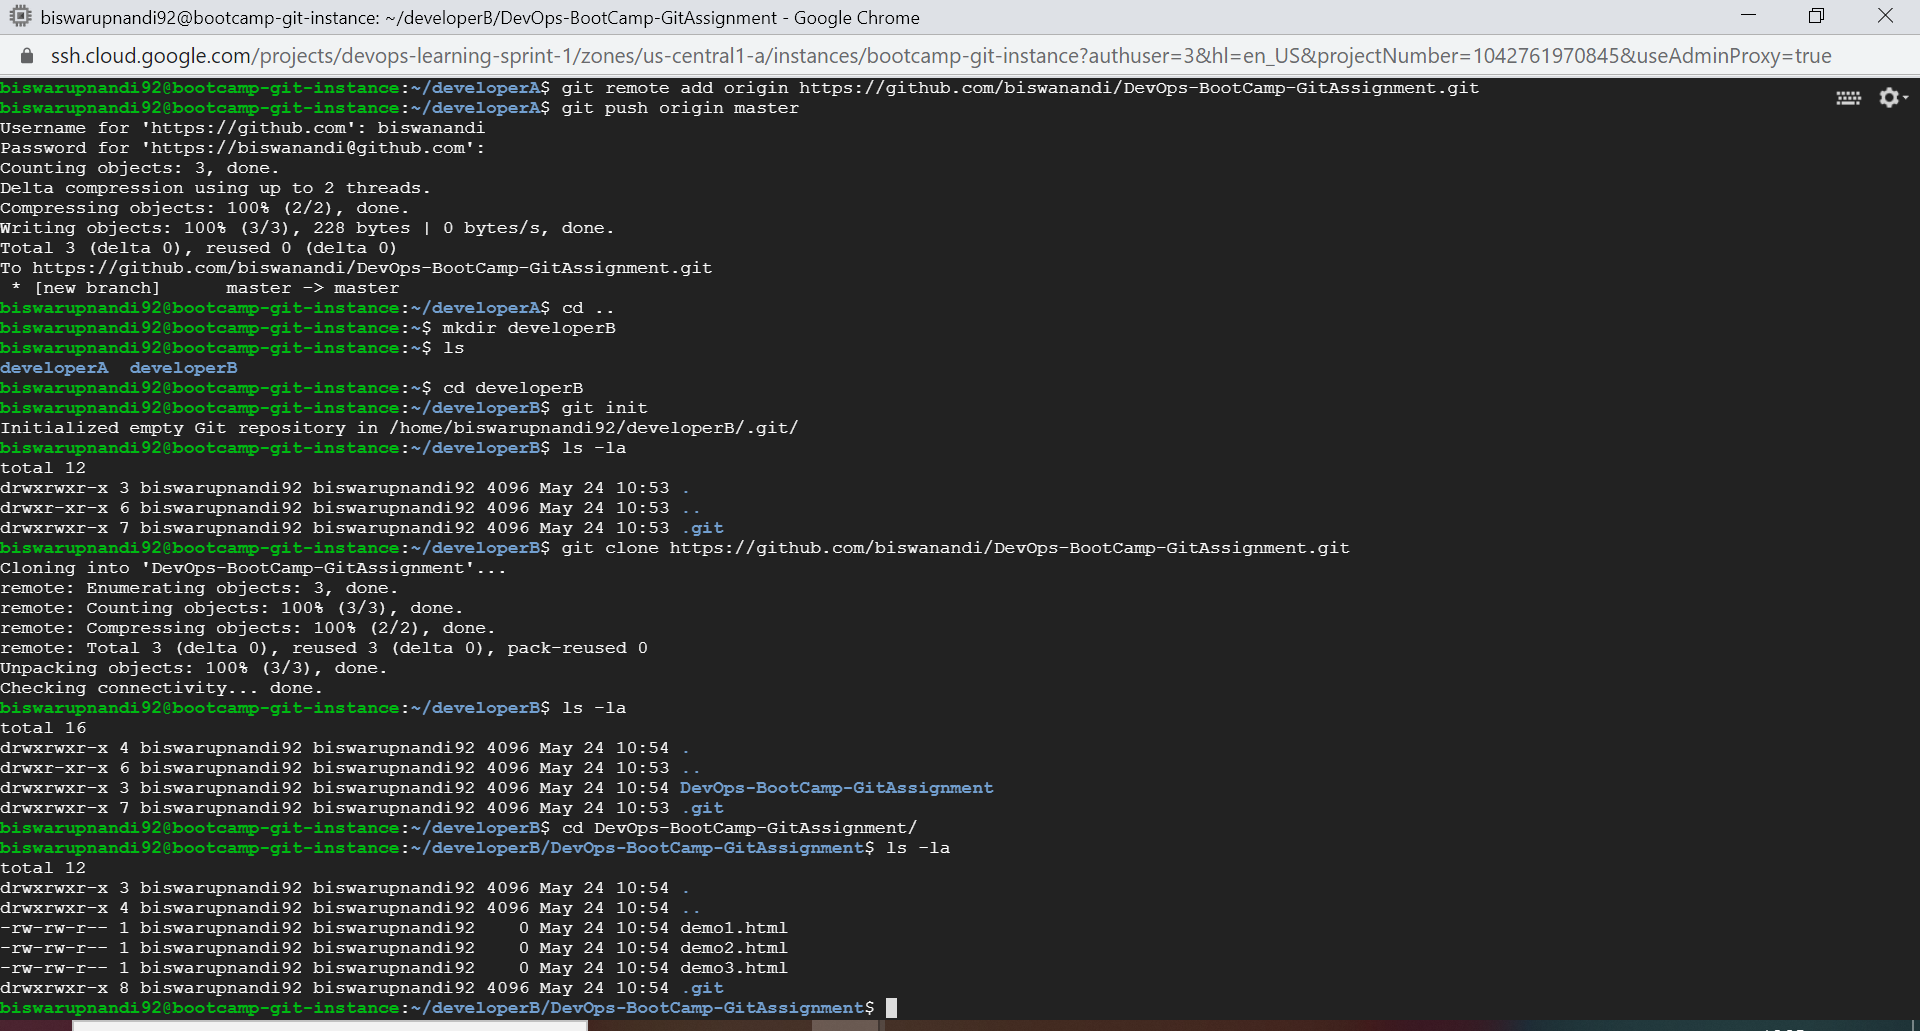 biswarupnandi92@bootcamp-git-instance: ~/developerB/DevOps-BootCamp-GitAssignment - Google Chrome
ssh.cloud.google.com/projects/devops-learning-sprint-1/zones/us-central1-a/instances/bootcamp-git-instance?authuser=3&hl=en_US&projectNumber=1042761970845&useAdminProxy=true
biswarupnandi92@bootcamp-git-instance:~/developerA$ git remote add origin https://github.com/biswanandi/DevOps-BootCamp-GitAssignment.git
biswarupnandi92@bootcamp-git-instance:~/developerA$ git push origin master
Username for 'https://github.com': biswanandi
Password for 'https://biswanandi@github.com':
Counting objects: 3, done.
Delta compression using up to 2 threads.
Compressing objects: 100% (2/2), done.
Writing objects: 100% (3/3), 228 bytes | 0 bytes/s, done.
Total 3 (delta 0), reused 0 (delta 0)
To https://github.com/biswanandi/DevOps-BootCamp-GitAssignment.git
 * [new branch]      master -> master
biswarupnandi92@bootcamp-git-instance:~/developerA$ cd ..
biswarupnandi92@bootcamp-git-instance:~$ mkdir developerB
biswarupnandi92@bootcamp-git-instance:~$ ls
developerA  developerB
biswarupnandi92@bootcamp-git-instance:~$ cd developerB
biswarupnandi92@bootcamp-git-instance:~/developerB$ git init
Initialized empty Git repository in /home/biswarupnandi92/developerB/.git/
biswarupnandi92@bootcamp-git-instance:~/developerB$ ls -la
total 12
drwxrwxr-x 3 biswarupnandi92 biswarupnandi92 4096 May 24 10:53 .
drwxr-xr-x 6 biswarupnandi92 biswarupnandi92 4096 May 24 10:53 ..
drwxrwxr-x 7 biswarupnandi92 biswarupnandi92 4096 May 24 10:53 .git
biswarupnandi92@bootcamp-git-instance:~/developerB$ git clone https://github.com/biswanandi/DevOps-BootCamp-GitAssignment.git
Cloning into 'DevOps-BootCamp-GitAssignment'...
remote: Enumerating objects: 3, done.
remote: Counting objects: 100% (3/3), done.
remote: Compressing objects: 100% (2/2), done.
remote: Total 3 (delta 0), reused 3 (delta 0), pack-reused 0
Unpacking objects: 100% (3/3), done.
Checking connectivity... done.
biswarupnandi92@bootcamp-git-instance:~/developerB$ ls -la
total 16
drwxrwxr-x 4 biswarupnandi92 biswarupnandi92 4096 May 24 10:54 .
drwxr-xr-x 6 biswarupnandi92 biswarupnandi92 4096 May 24 10:53 ..
drwxrwxr-x 3 biswarupnandi92 biswarupnandi92 4096 May 24 10:54 DevOps-BootCamp-GitAssignment
drwxrwxr-x 7 biswarupnandi92 biswarupnandi92 4096 May 24 10:53 .git
biswarupnandi92@bootcamp-git-instance:~/developerB$ cd DevOps-BootCamp-GitAssignment/
biswarupnandi92@bootcamp-git-instance:~/developerB/DevOps-BootCamp-GitAssignment$ ls -la
total 12
drwxrwxr-x 3 biswarupnandi92 biswarupnandi92 4096 May 24 10:54 .
drwxrwxr-x 4 biswarupnandi92 biswarupnandi92 4096 May 24 10:54 ..
-rw-rw-r-- 1 biswarupnandi92 biswarupnandi92    0 May 24 10:54 demo1.html
-rw-rw-r-- 1 biswarupnandi92 biswarupnandi92    0 May 24 10:54 demo2.html
-rw-rw-r-- 1 biswarupnandi92 biswarupnandi92    0 May 24 10:54 demo3.html
drwxrwxr-x 8 biswarupnandi92 biswarupnandi92 4096 May 24 10:54 .git
biswarupnandi92@bootcamp-git-instance:~/developerB/DevOps-BootCamp-GitAssignment$